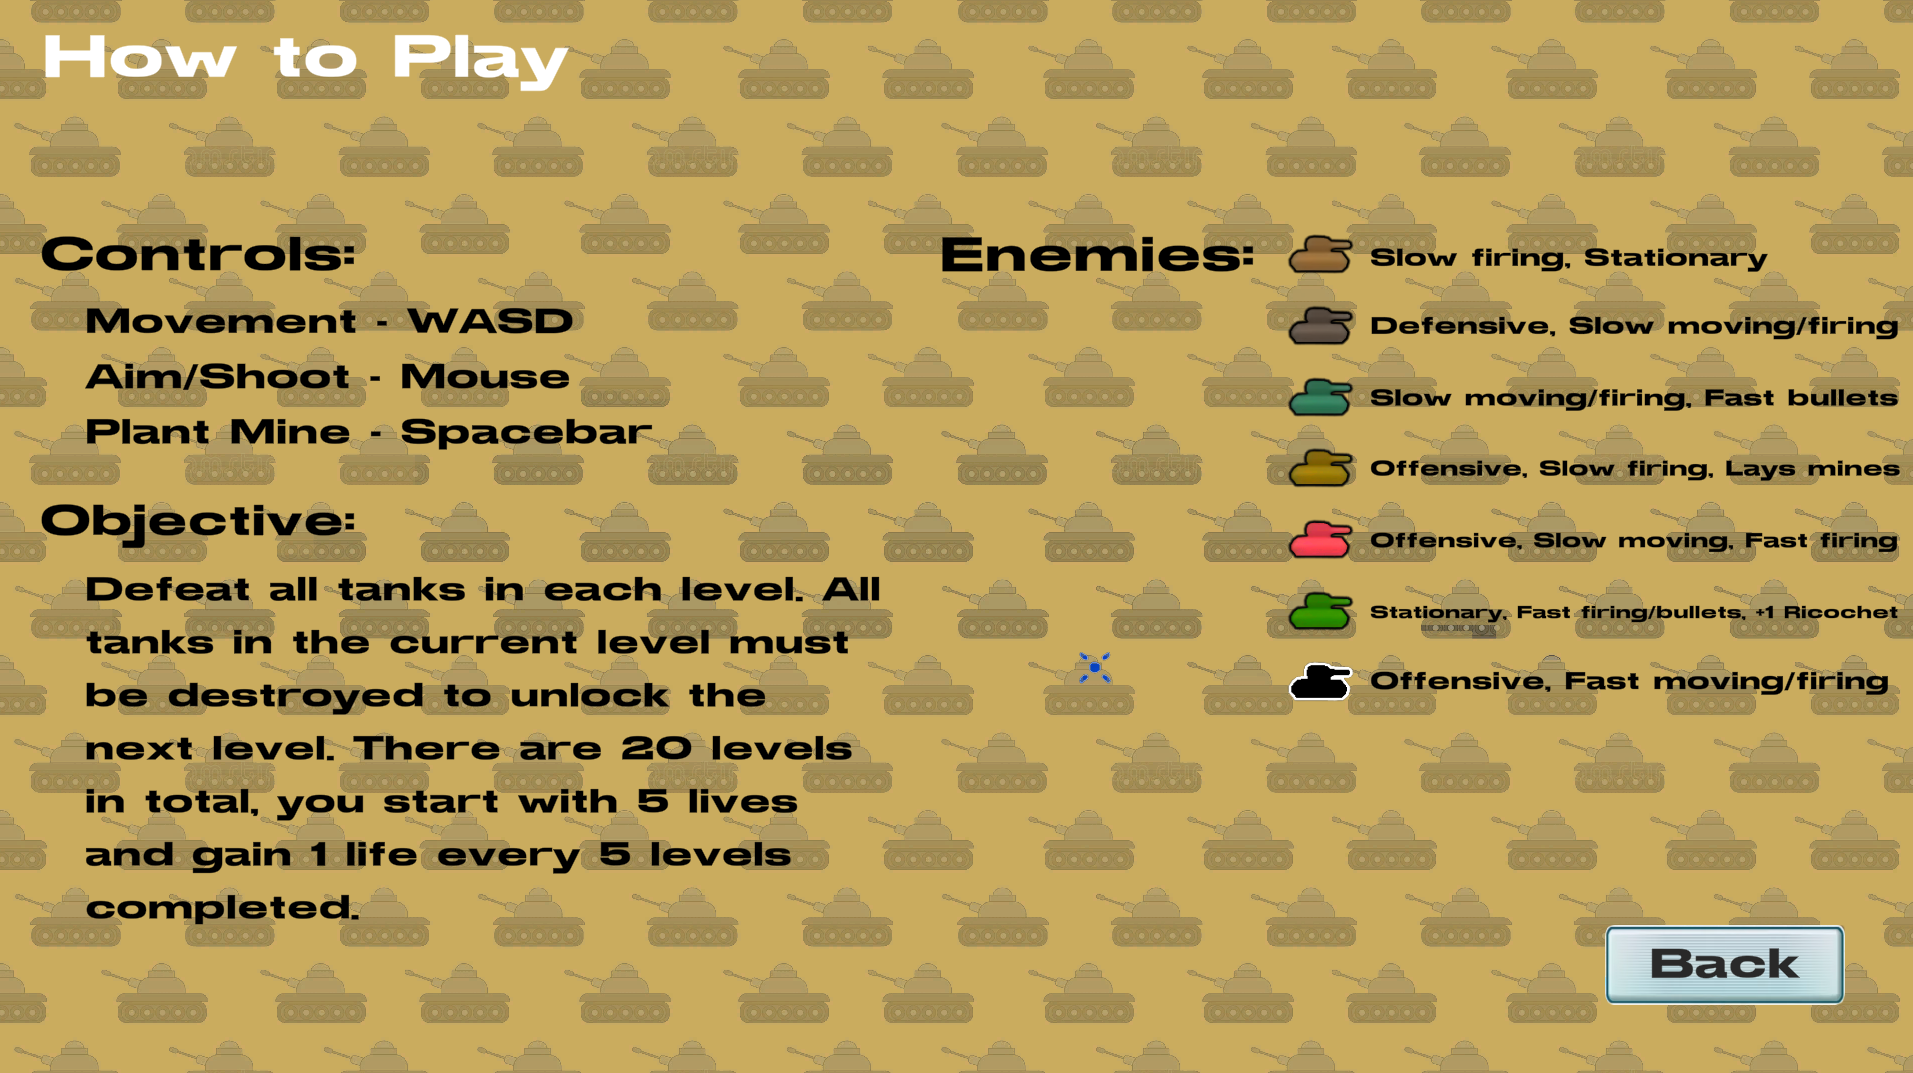 How to Play
Controls:
Movement - WASD
Aim/Shoot - Mouse
Plant Mine - Spacebar
Objective:
Defeat all tanks in each level. All
tanks in the current level must
be destroyed to unlock the
next level. There are 20 levels
in total, you start with 5 lives
and gain 1 life every 5 levels
completed.
Enemies:
Slow firing, Stationary
Defensive, Slow moving/firing
Slow moving/firing, Fast bullets
Offensive, Slow firing, Lays mines
Offensive, Slow moving, Fast firing
Stationary, Fast firing/bullets, +1 Ricochet
Offensive, Fast moving/firing
Back